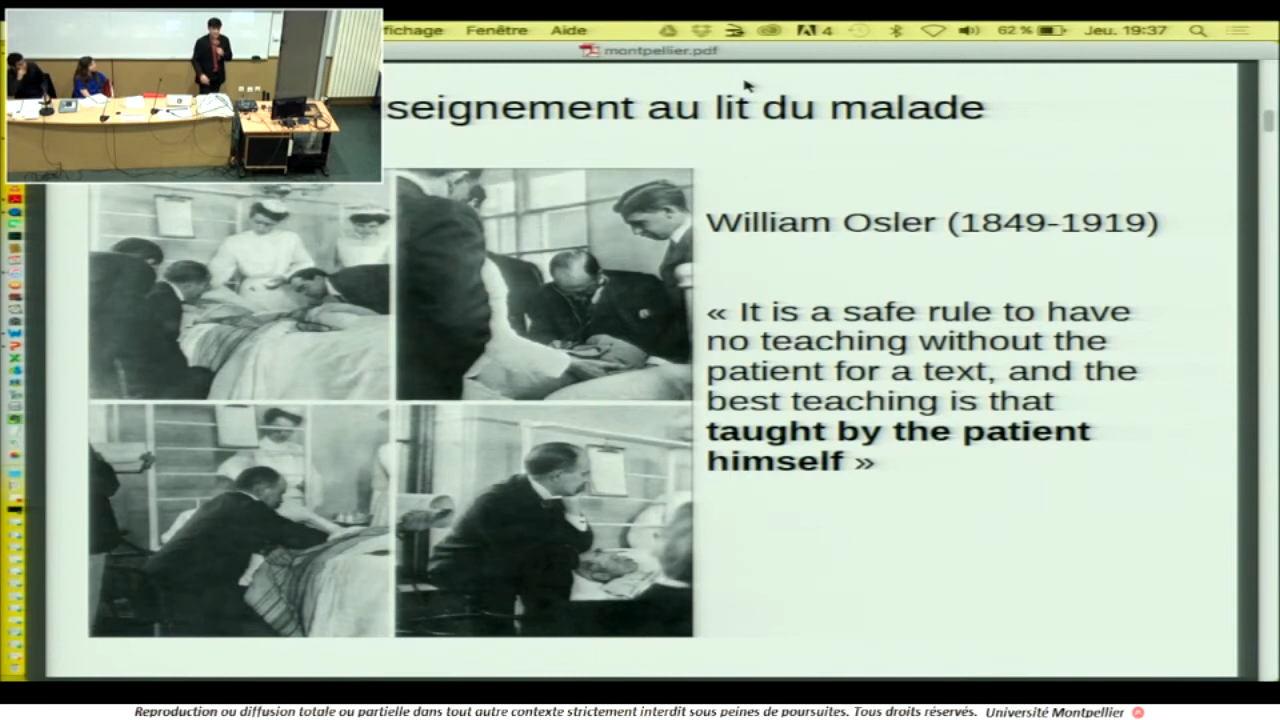 fichage Fenêtre Aide 4 62 % Jeu. 19:37
montpellier.pdf
seignement au lit du malade
William Osler (1849-1919)
« It is a safe rule to have
no teaching without the
patient for a text, and the
best teaching is that
taught by the patient
himself »
Reproduction ou diffusion totale ou partielle dans tout autre contexte strictement interdit sous peines de poursuites. Tous droits réservés. Université Montpellier